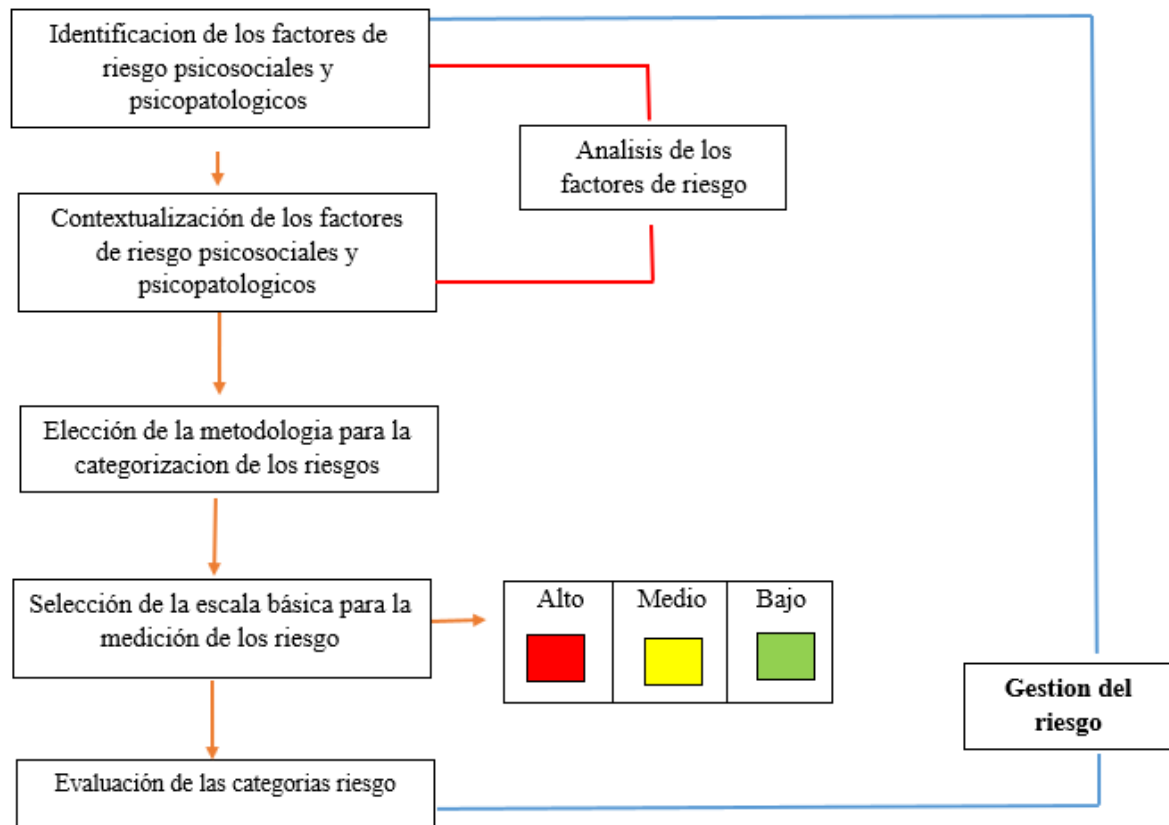 Identificacion de los factores de
riesgo psicosociales y
psicopatologicos
Analisis de los
factores de riesgo
Contextualización de los factores
de riesgo psicosociales y
psicopatologicos
Elección de la metodologia para la
categorizacion de los riesgos
Selección de la escala básica para la
medición de los riesgo
Alto Medio Bajo
Gestion del
riesgo
Evaluación de las categorias riesgo